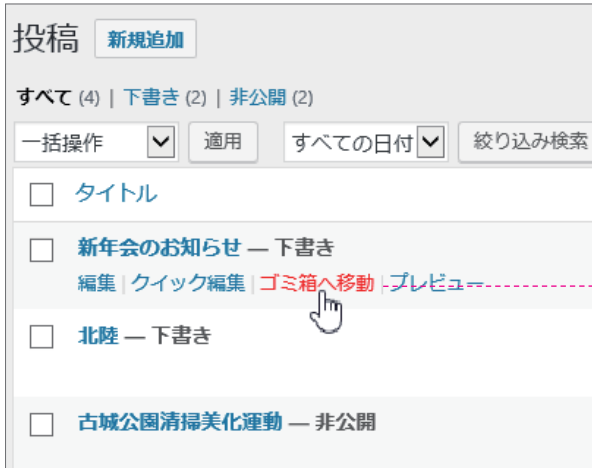 投稿 新規追加
すべて (4) | 下書き (2) | 非公開 (2)
一括操作 適用 すべての日付 絞り込み検索
タイトル
新年会のお知らせ — 下書き
編集 | クイック編集 | ゴミ箱へ移動 | プレビュー
北陸 — 下書き
古城公園清掃美化運動 — 非公開